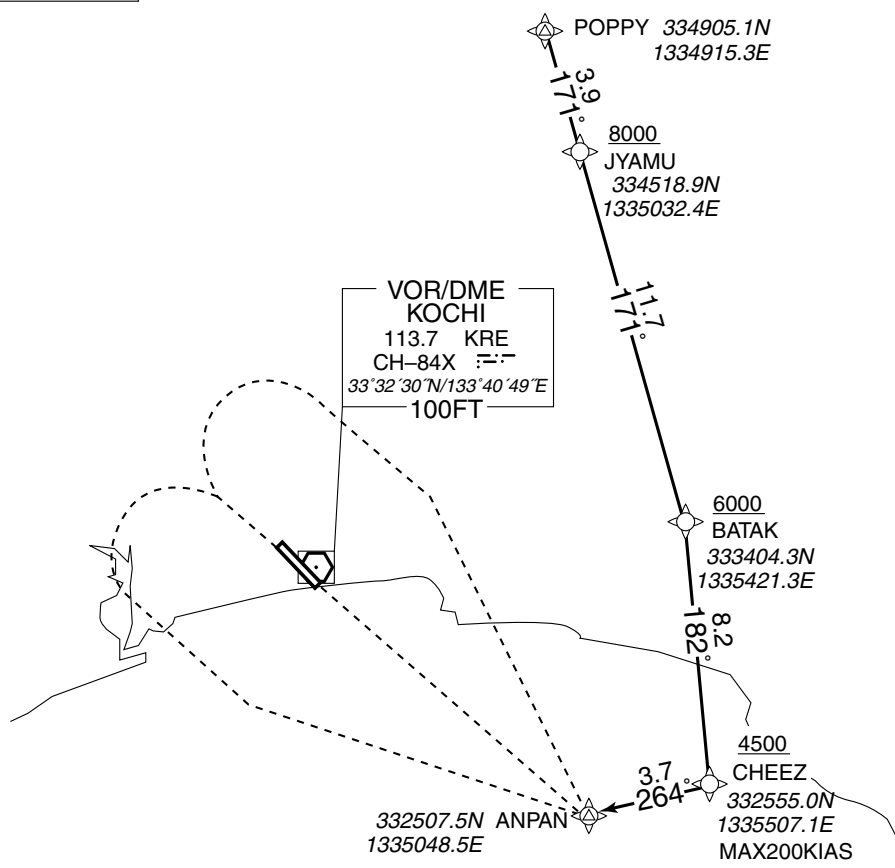 POPPY 334905.1N
1334915.3E
3.9
171°
8000
JYAMU
334518.9N
1335032.4E
11.7
171°
VOR/DME
KOCHI
113.7 KRE
CH–84X
33°32´30˝N/133°40´49˝E
100FT
6000
BATAK
333404.3N
1335421.3E
8.2
182°
4500
CHEEZ
332555.0N
1335507.1E
MAX200KIAS
3.7
264°
332507.5N ANPAN
1335048.5E